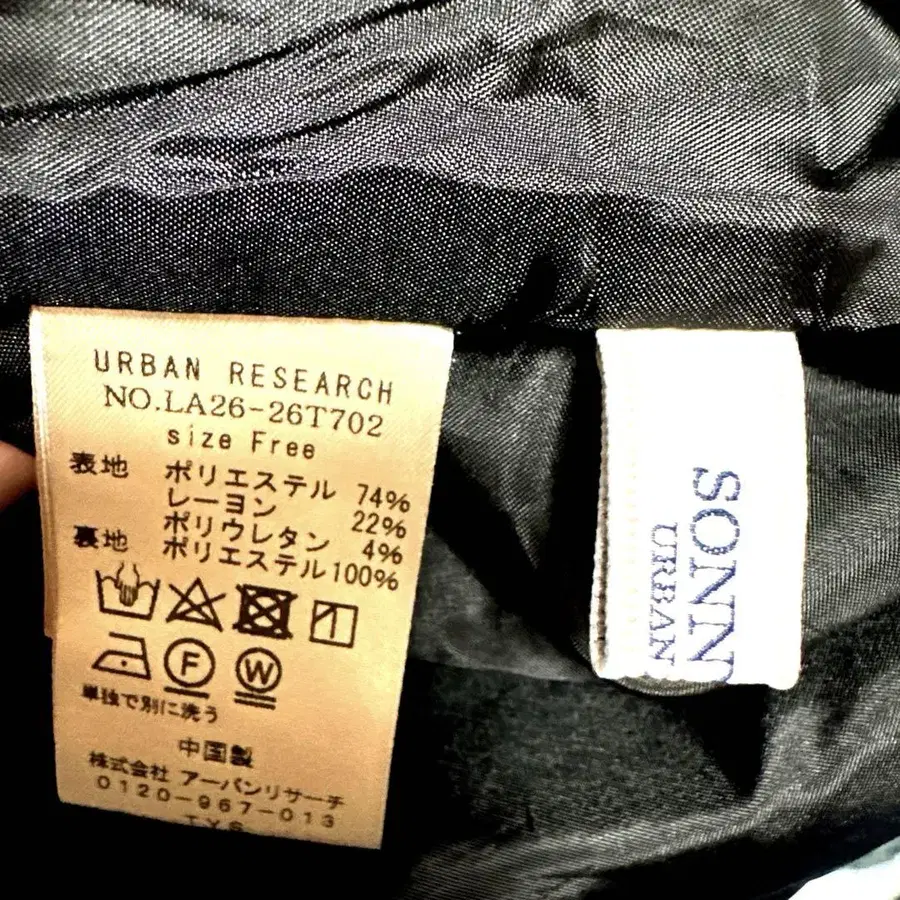 URBAN RESEARCH
NO.LA26-26T702
size Free
表地 ポリエステル 74%
レーヨン 22%
ポリウレタン 4%
裏地 ポリエステル 100%
F
W
単独で別に洗う
中国製
株式会社 アーバンリサーチ
0120-967-013
SONN
URBAN